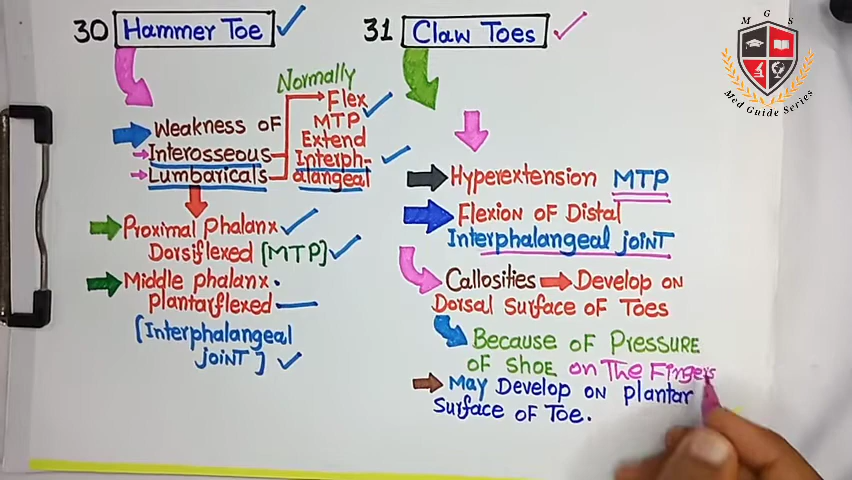 30 Hammer Toe
Normally
Flex
MTP
Extend
Interph-
alangeal
Weakness of
Interosseous
Lumbaricals
Proximal Phalanx
Dorsiflexed [MTP]
Middle phalanx.
plantarflexed
[Interphalangeal
joint]
31 Claw Toes
Hyperextension MTP
Flexion of Distal
Interphalangeal joint
Callosities Develop on
Dorsal Surface of Toes
Because of Pressure
of shoe on The Fingers
May Develop on plantar
Surface of Toe.
M G S
Med Guide Series